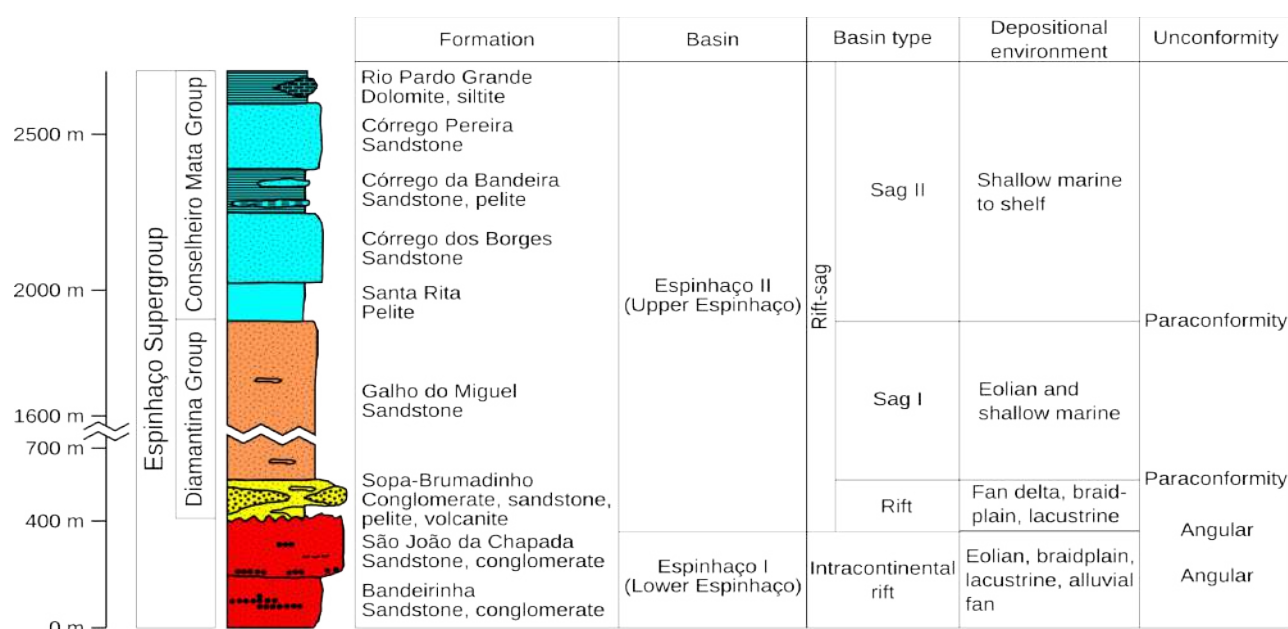 Formation
Basin
Basin type
Depositional
environment
Unconformity
2500 m
2000 m
1600 m
700 m
400 m
0 m
Espinhaço Supergroup
Conselheiro Mata Group
Diamantina Group
Rio Pardo Grande
Dolomite, siltite
Córrego Pereira
Sandstone
Córrego da Bandeira
Sandstone, pelite
Córrego dos Borges
Sandstone
Santa Rita
Pelite
Galho do Miguel
Sandstone
Sopa-Brumadinho
Conglomerate, sandstone,
pelite, volcanite
São João da Chapada
Sandstone, conglomerate
Bandeirinha
Sandstone, conglomerate
Espinhaço II
(Upper Espinhaço)
Espinhaço I
(Lower Espinhaço)
Rift-sag
Sag II
Sag I
Rift
Intracontinental
rift
Shallow marine
to shelf
Eolian and
shallow marine
Fan delta, braid-
plain, lacustrine
Eolian, braidplain,
lacustrine, alluvial
fan
Paraconformity
Paraconformity
Angular
Angular